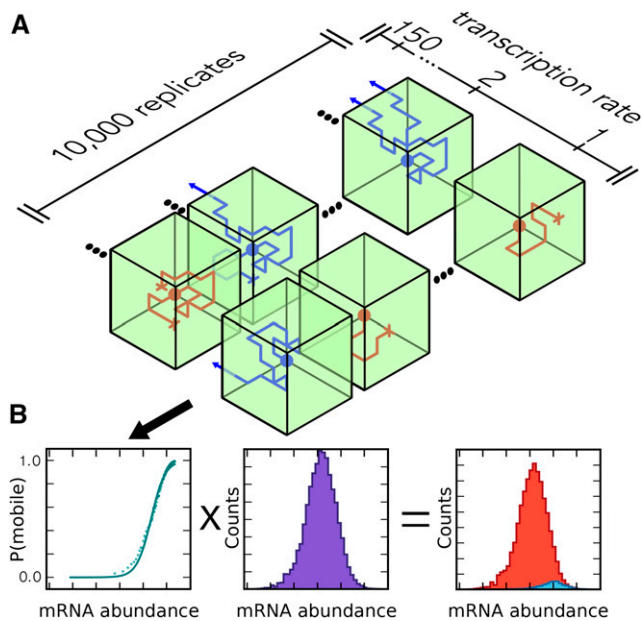 A
10,000 replicates
150 ... 2 1
transcription rate
B
P(mobile)
1.0
0.0
mRNA abundance
X
Counts
mRNA abundance
=
Counts
mRNA abundance